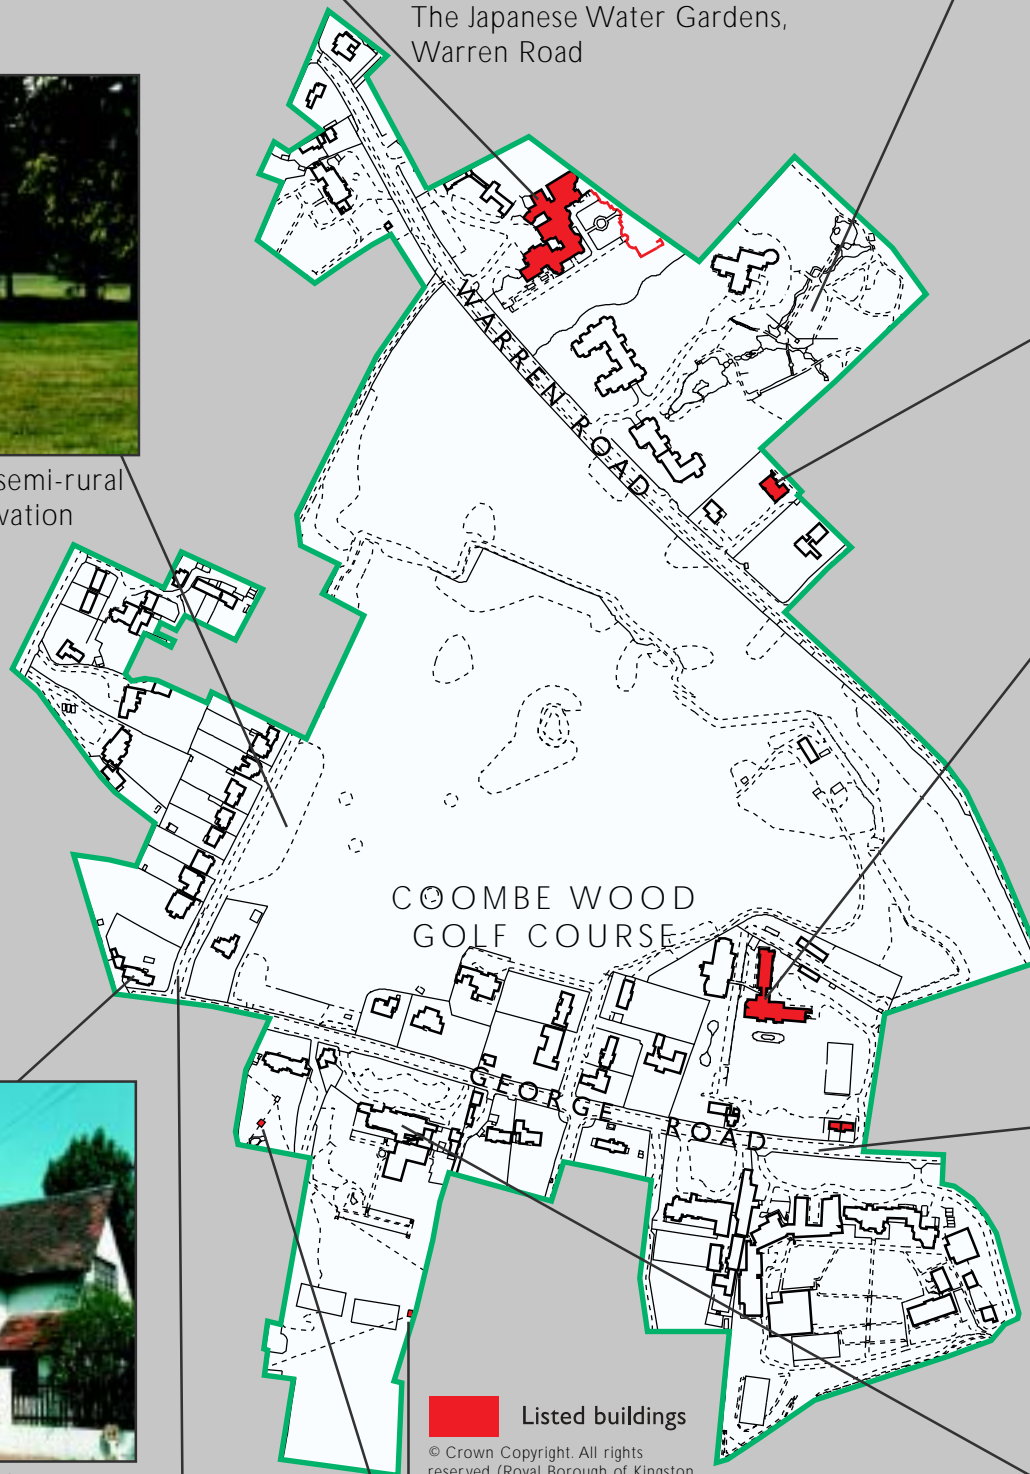 The Japanese Water Gardens,
Warren Road
semi-rural
vation
WARREN ROAD
COOMBE WOOD
GOLF COURSE
GEORGE ROAD
Listed buildings
© Crown Copyright. All rights
reserved (Royal Borough of Kingston